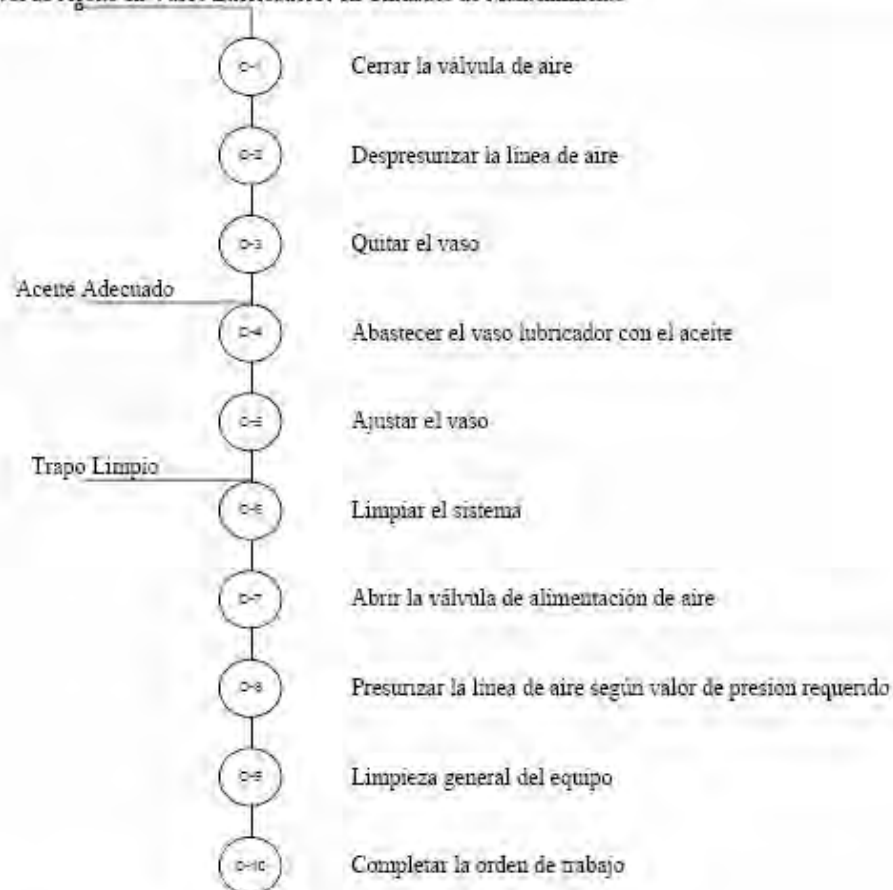 Cerrar la válvula de aire
Despresurizar la línea de aire
Quitar el vaso
Aceite Adecuado
Abastecer el vaso lubricador con el aceite
Ajustar el vaso
Trapo Limpio
Limpiar el sistema
Abrir la válvula de alimentación de aire
Presurizar la línea de aire según valor de presión requerido
Limpieza general del equipo
Completar la orden de trabajo